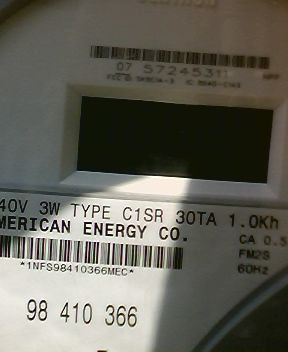 07 57245311
40V 3W TYPE C1SR 30TA 1.0Kh
MERICAN ENERGY CO.
CA 0.5
FM2S
60Hz
*1NFS98410366MEC*
98 410 366